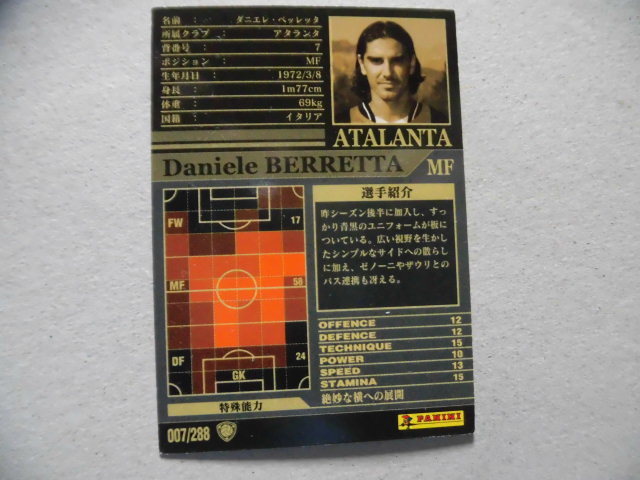 名前 : ダニエレ・ベッレッタ
所属クラブ : アタランタ
背番号 : 7
ポジション : MF
生年月日 : 1972/3/8
身長 : 1m77cm
体重 : 69kg
国籍 : イタリア
ATALANTA
Daniele BERRETTA MF
FW 17
MF 58
DF 24
GK
特殊能力
選手紹介
昨シーズン後半に加入し、すっ
かり青黒のユニフォームが板に
ついている。広い視野を生かし
たシンプルなサイドへの散らし
に加え、ゼノーニやザウリとの
パス連携も冴える。
OFFENCE 12
DEFENCE 12
TECHNIQUE 15
POWER 10
SPEED 13
STAMINA 15
絶妙な横への展開
007/288
PANINI